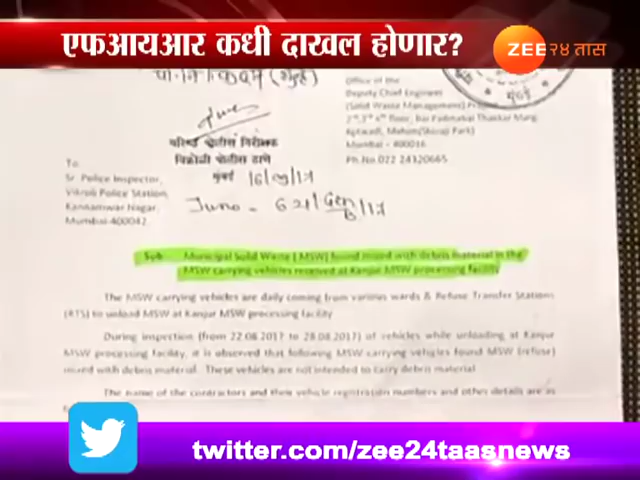 एफआयआर कधी दाखल होणार?
ZEE २४ तास
मुंबई
Office of the
Deputy Chief Engineer
(Solid Waste Management)
Mumbai - 400016
Ph.No 022 24320665
वरिष्ठ पोलीस निरीक्षक
विक्रोळी पोलीस ठाणे
मुंबई
To
Sr. Police Inspector,
Vikroli Police Station,
Kannamwar Nagar,
Mumbai-400042
Sub Municipal Solid Waste (MSW) found mixed with debris material in the
MSW carrying vehicles received at Kanjur MSW processing facility
The MSW carrying vehicles are daily coming from various wards & Refuse Transfer Stations
(RTS) to unload MSW at Kanjur MSW processing facility
During inspection (from 22.08.2017 to 28.08.2017) of vehicles while unloading at Kanjur
MSW processing facility, it is observed that following MSW carrying vehicles found MSW (refuse)
mixed with debris material. These vehicles are not intended to carry debris material
The name of the contractors and their vehicle registration numbers and other details are as
twitter.com/zee24taasnews